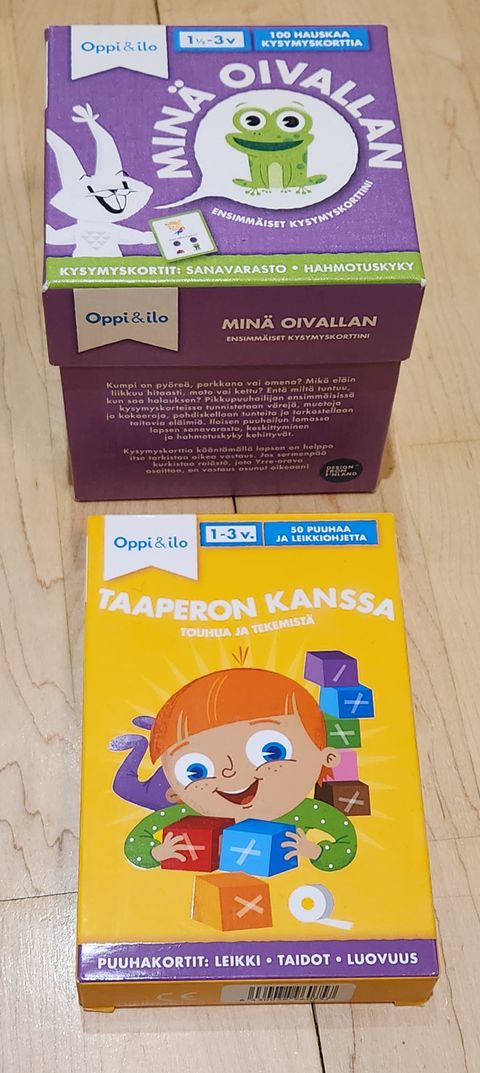 Oppi & ilo
1½-3 v
100 HAUSKAA
KYSYMYSKORTTIA
MINÄ OIVALLAN
ENSIMMÄISET KYSYMYSKORTTINI
KYSYMYSKORTIT: SANAVARASTO • HAHMOTUSKYKY
Oppi & ilo
MINÄ OIVALLAN
ENSIMMÄISET KYSYMYSKORTTINI
Kumpi on pyöreä, porkkana vai omena? Mikä eläin
liikkuu hitaasti, mato vai kettu? Entä miltä tuntuu,
kun saa halauksen? Pikkupuuhailijan ensimmäisissä
kysymyskorteissa tunnistetaan värejä, muotoja
ja kokoeroja, pohdiskellaan tunteita ja tarkastellaan
taitavia eläimiä. Iloisen puuhailun lomassa
lapsen sanavarasto, keskittyminen
ja hahmotuskyky kehittyvät.
Kysymyskorttia kääntämällä lapsen on helppo
itse tarkistaa oikea vastaus. Jos sormenpää
kurkistaa reiästä, jota Yrre-orava
osoittaa, on vastaus osunut oikeaan!
DESIGN
FROM
FINLAND
Oppi & ilo
1-3 v.
50 PUUHAA
JA LEIKKIOHJETTA
TAAPERON KANSSA
TOUHUA JA TEKEMISTÄ
PUUHAKORTIT: LEIKKI • TAIDOT • LUOVUUS
CE